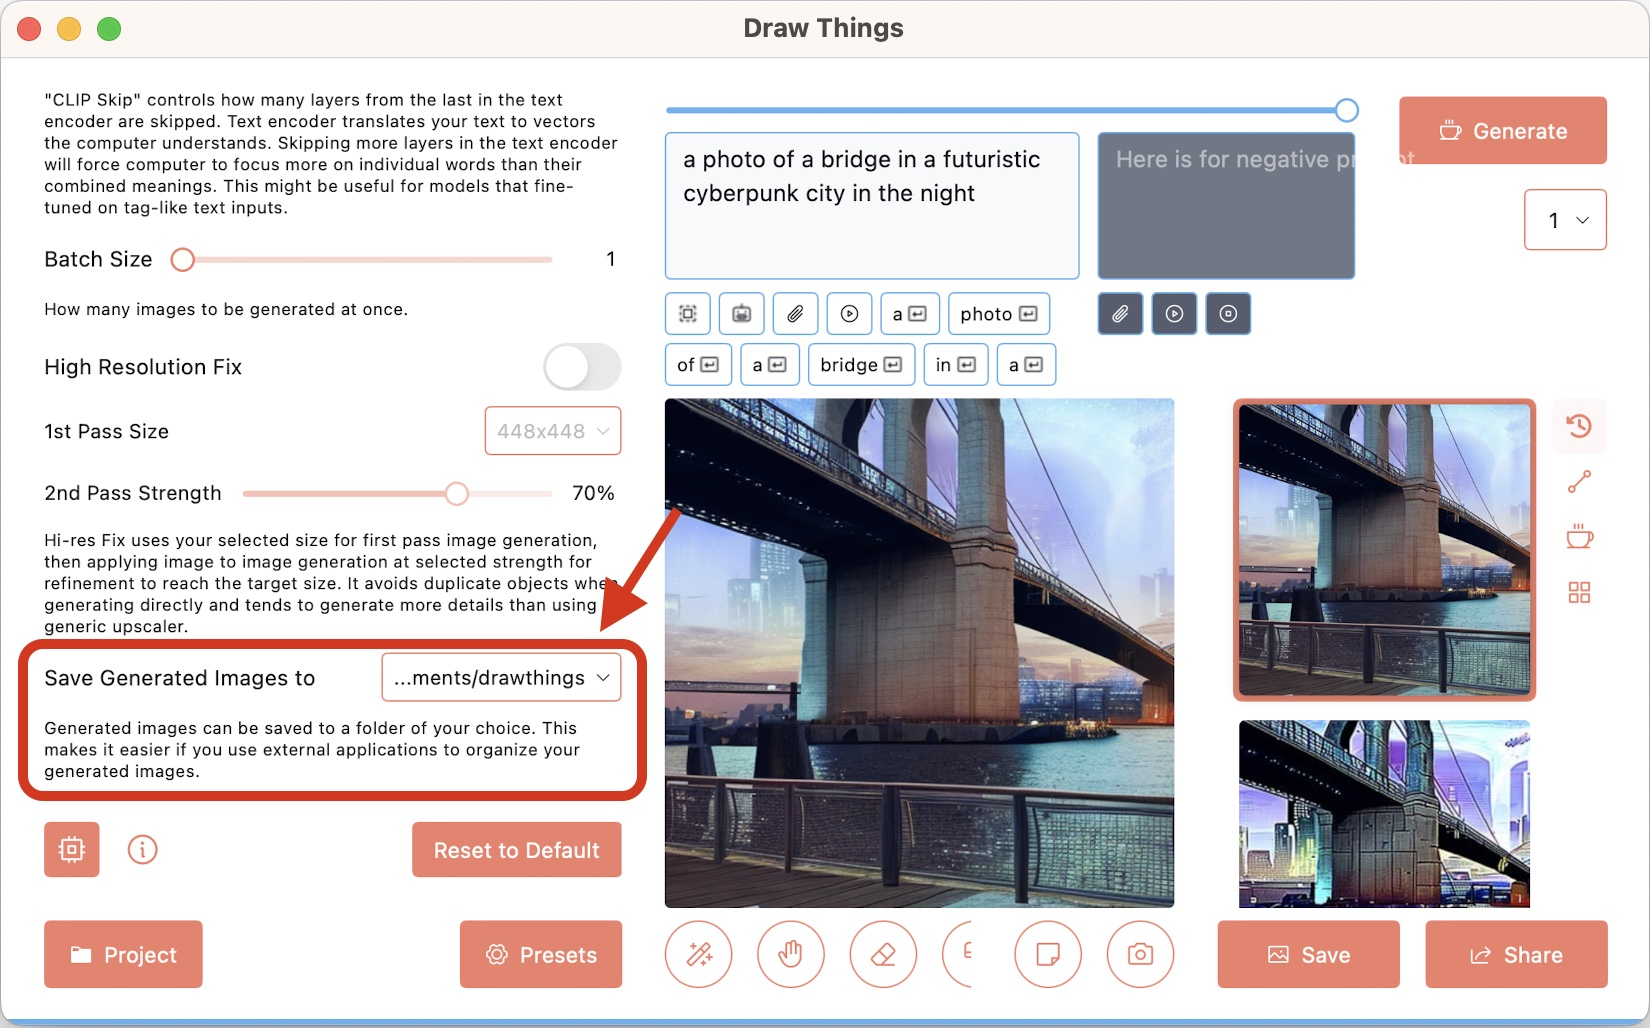 Draw Things
"CLIP Skip" controls how many layers from the last in the text
encoder are skipped. Text encoder translates your text to vectors
the computer understands. Skipping more layers in the text encoder
will force computer to focus more on individual words than their
combined meanings. This might be useful for models that fine-
tuned on tag-like text inputs.
Batch Size 1
How many images to be generated at once.
High Resolution Fix
1st Pass Size 448x448
2nd Pass Strength 70%
Hi-res Fix uses your selected size for first pass image generation,
then applying image to image generation at selected strength for
refinement to reach the target size. It avoids duplicate objects when
generating directly and tends to generate more details than using
generic upscaler.
Save Generated Images to ...ments/drawthings
Generated images can be saved to a folder of your choice. This
makes it easier if you use external applications to organize your
generated images.
Reset to Default
Project Presets
a photo of a bridge in a futuristic
cyberpunk city in the night
Here is for negative prompt
Generate
1
a photo
of a bridge in a
Save Share